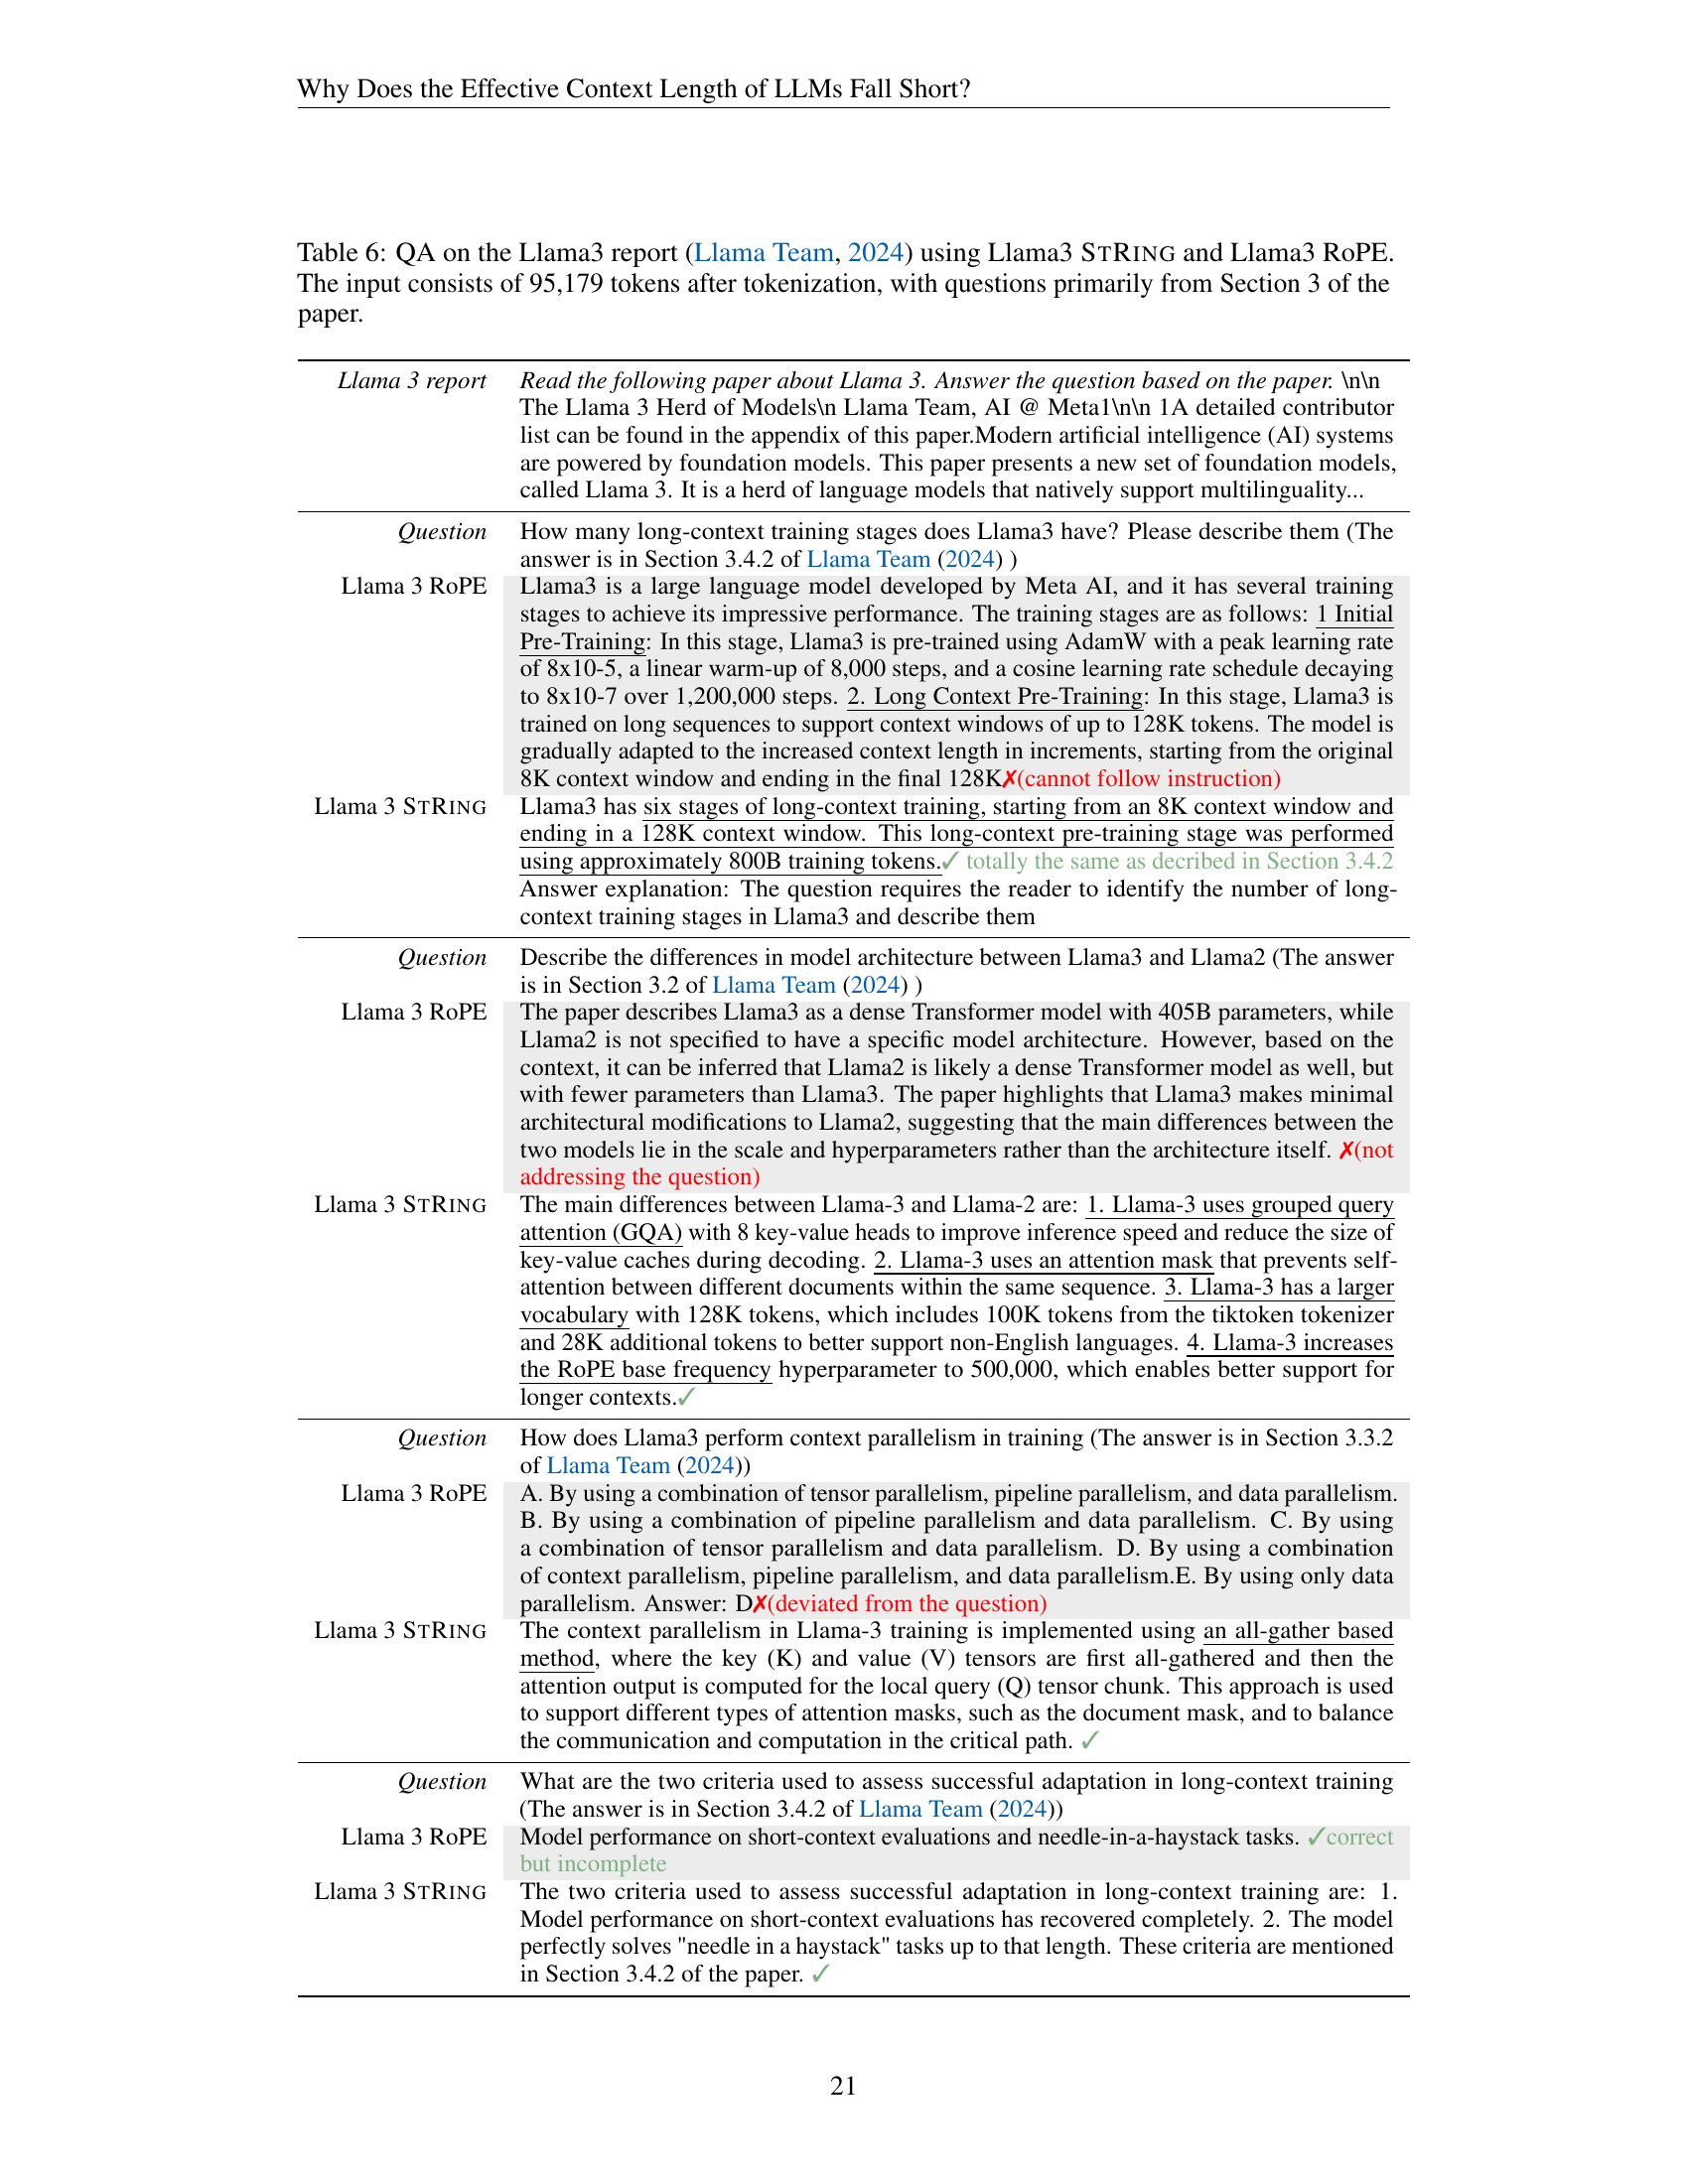 Why Does the Effective Context Length of LLMs Fall Short?
Table 6: QA on the Llama3 report (Llama Team, 2024) using Llama3 STRING and Llama3 RoPE.
The input consists of 95,179 tokens after tokenization, with questions primarily from Section 3 of the
paper.
Llama 3 report Read the following paper about Llama 3. Answer the question based on the paper. \n\n
The Llama 3 Herd of Models\n Llama Team, AI @ Meta1\n\n 1A detailed contributor
list can be found in the appendix of this paper.Modern artificial intelligence (AI) systems
are powered by foundation models. This paper presents a new set of foundation models,
called Llama 3. It is a herd of language models that natively support multilinguality...
Question How many long-context training stages does Llama3 have? Please describe them (The
answer is in Section 3.4.2 of Llama Team (2024) )
Llama 3 RoPE Llama3 is a large language model developed by Meta AI, and it has several training
stages to achieve its impressive performance. The training stages are as follows: 1 Initial
Pre-Training: In this stage, Llama3 is pre-trained using AdamW with a peak learning rate
of 8x10-5, a linear warm-up of 8,000 steps, and a cosine learning rate schedule decaying
to 8x10-7 over 1,200,000 steps. 2. Long Context Pre-Training: In this stage, Llama3 is
trained on long sequences to support context windows of up to 128K tokens. The model is
gradually adapted to the increased context length in increments, starting from the original
8K context window and ending in the final 128K✗(cannot follow instruction)
Llama 3 STRING Llama3 has six stages of long-context training, starting from an 8K context window and
ending in a 128K context window. This long-context pre-training stage was performed
using approximately 800B training tokens.✓ totally the same as decribed in Section 3.4.2
Answer explanation: The question requires the reader to identify the number of long-
context training stages in Llama3 and describe them
Question Describe the differences in model architecture between Llama3 and Llama2 (The answer
is in Section 3.2 of Llama Team (2024) )
Llama 3 RoPE The paper describes Llama3 as a dense Transformer model with 405B parameters, while
Llama2 is not specified to have a specific model architecture. However, based on the
context, it can be inferred that Llama2 is likely a dense Transformer model as well, but
with fewer parameters than Llama3. The paper highlights that Llama3 makes minimal
architectural modifications to Llama2, suggesting that the main differences between the
two models lie in the scale and hyperparameters rather than the architecture itself. ✗(not
addressing the question)
Llama 3 STRING The main differences between Llama-3 and Llama-2 are: 1. Llama-3 uses grouped query
attention (GQA) with 8 key-value heads to improve inference speed and reduce the size of
key-value caches during decoding. 2. Llama-3 uses an attention mask that prevents self-
attention between different documents within the same sequence. 3. Llama-3 has a larger
vocabulary with 128K tokens, which includes 100K tokens from the tiktoken tokenizer
and 28K additional tokens to better support non-English languages. 4. Llama-3 increases
the RoPE base frequency hyperparameter to 500,000, which enables better support for
longer contexts.✓
Question How does Llama3 perform context parallelism in training (The answer is in Section 3.3.2
of Llama Team (2024))
Llama 3 RoPE A. By using a combination of tensor parallelism, pipeline parallelism, and data parallelism.
B. By using a combination of pipeline parallelism and data parallelism. C. By using
a combination of tensor parallelism and data parallelism. D. By using a combination
of context parallelism, pipeline parallelism, and data parallelism.E. By using only data
parallelism. Answer: D✗(deviated from the question)
Llama 3 STRING The context parallelism in Llama-3 training is implemented using an all-gather based
method, where the key (K) and value (V) tensors are first all-gathered and then the
attention output is computed for the local query (Q) tensor chunk. This approach is used
to support different types of attention masks, such as the document mask, and to balance
the communication and computation in the critical path. ✓
Question What are the two criteria used to assess successful adaptation in long-context training
(The answer is in Section 3.4.2 of Llama Team (2024))
Llama 3 RoPE Model performance on short-context evaluations and needle-in-a-haystack tasks. ✓correct
but incomplete
Llama 3 STRING The two criteria used to assess successful adaptation in long-context training are: 1.
Model performance on short-context evaluations has recovered completely. 2. The model
perfectly solves "needle in a haystack" tasks up to that length. These criteria are mentioned
in Section 3.4.2 of the paper. ✓
21